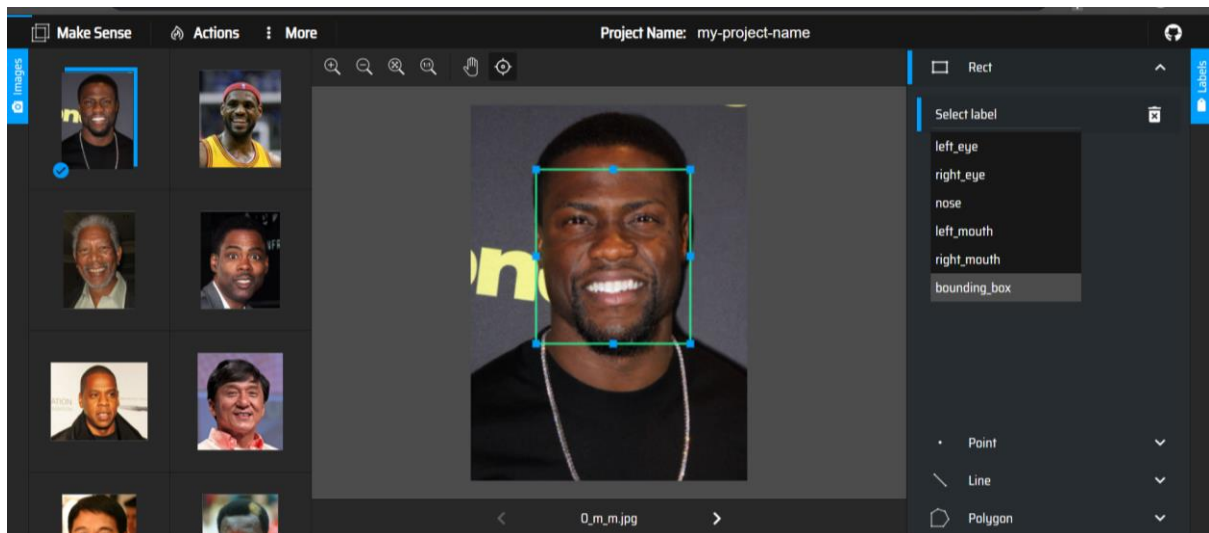 Make Sense Actions More Project Name: my-project-name
Images
Labels
Rect
Select label
left_eye
right_eye
nose
left_mouth
right_mouth
bounding_box
Point
Line
Polygon
0_m_m.jpg